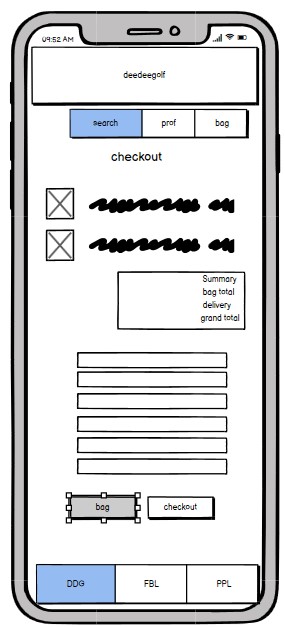 09:52 AM
deedeegolf
search prof bag
checkout
Summary
bag total
delivery
grand total
bag checkout
DDG FBL PPL